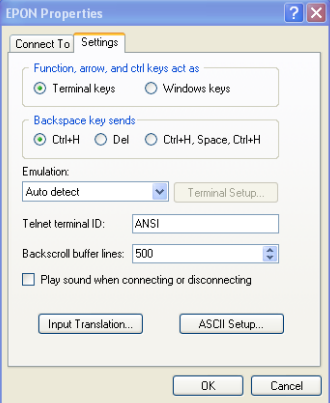 EPON Properties
Connect To Settings
Function, arrow, and ctrl keys act as
Terminal keys Windows keys
Backspace key sends
Ctrl+H Del Ctrl+H, Space, Ctrl+H
Emulation:
Auto detect Terminal Setup...
Telnet terminal ID: ANSI
Backscroll buffer lines: 500
Play sound when connecting or disconnecting
Input Translation... ASCII Setup...
OK Cancel